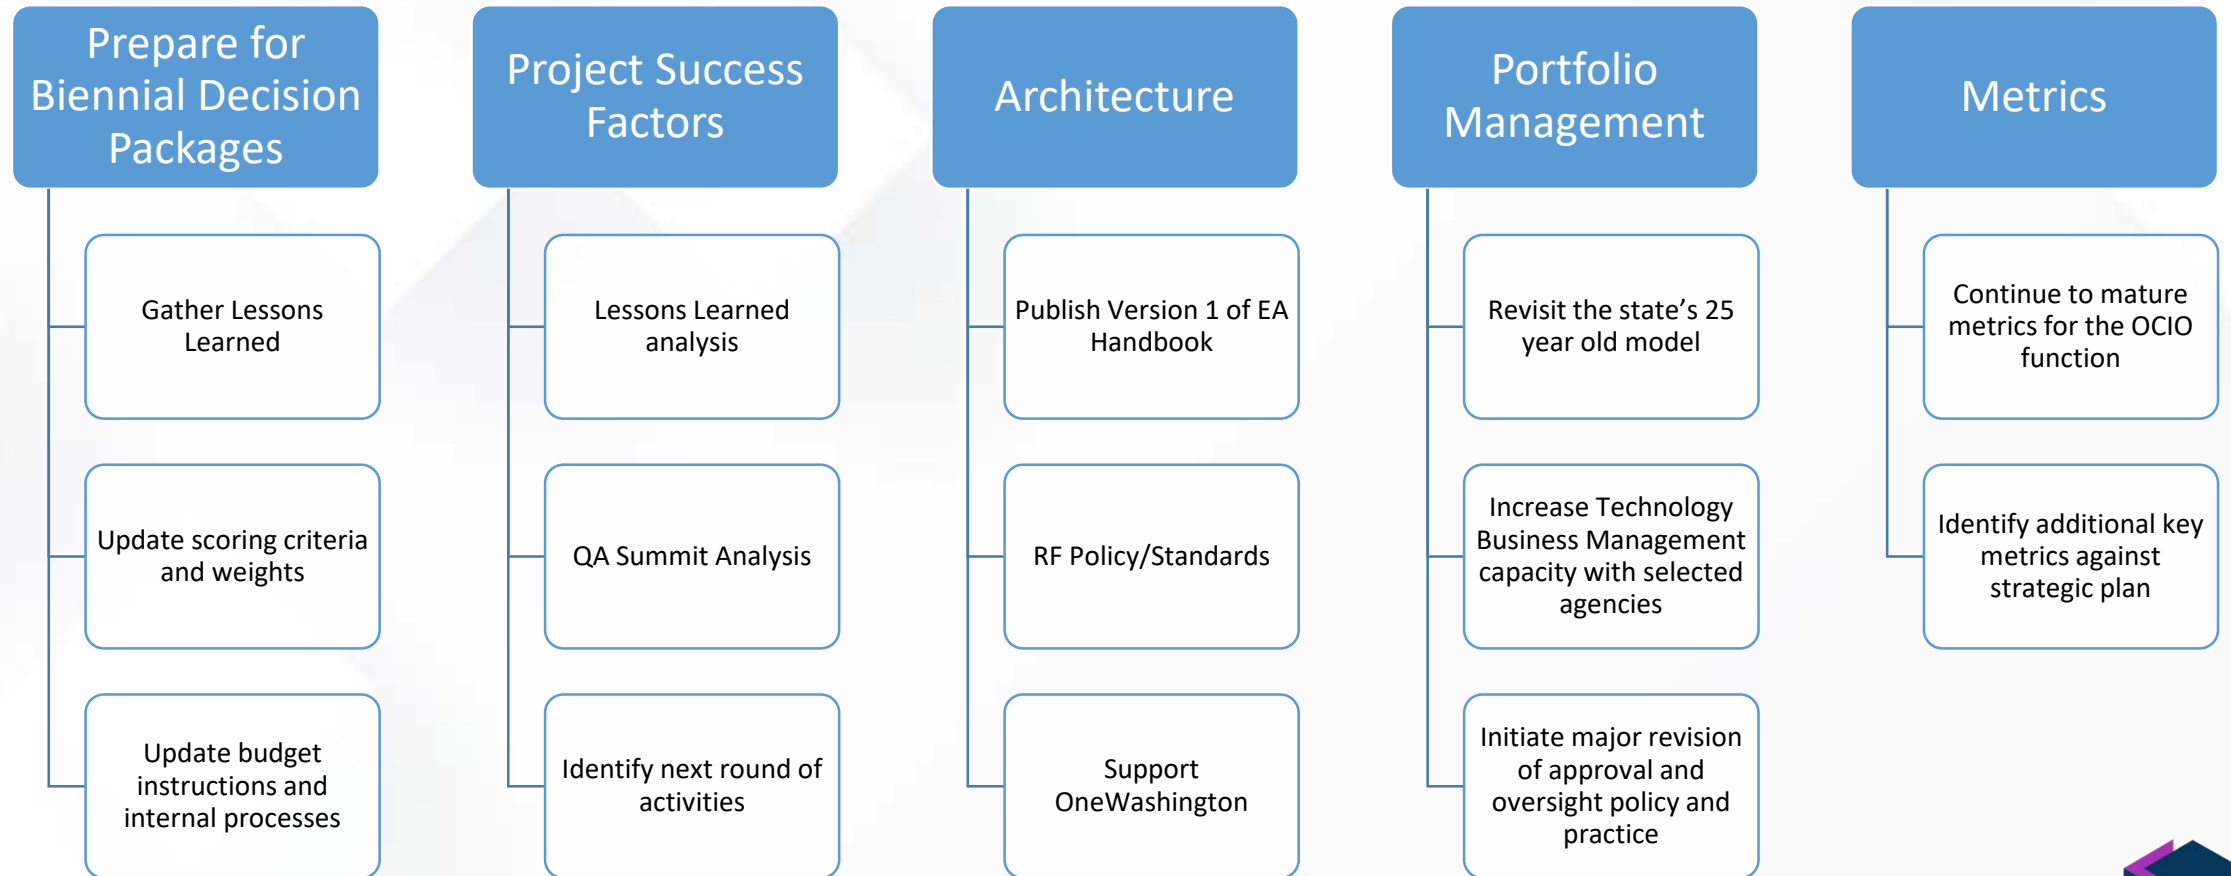 Prepare for
Biennial Decision
Packages
Gather Lessons
Learned
Update scoring criteria
and weights
Update budget
instructions and
internal processes
Project Success
Factors
Lessons Learned
analysis
QA Summit Analysis
Identify next round of
activities
Architecture
Publish Version 1 of EA
Handbook
RF Policy/Standards
Support
OneWashington
Portfolio
Management
Revisit the state’s 25
year old model
Increase Technology
Business Management
capacity with selected
agencies
Initiate major revision
of approval and
oversight policy and
practice
Metrics
Continue to mature
metrics for the OCIO
function
Identify additional key
metrics against
strategic plan